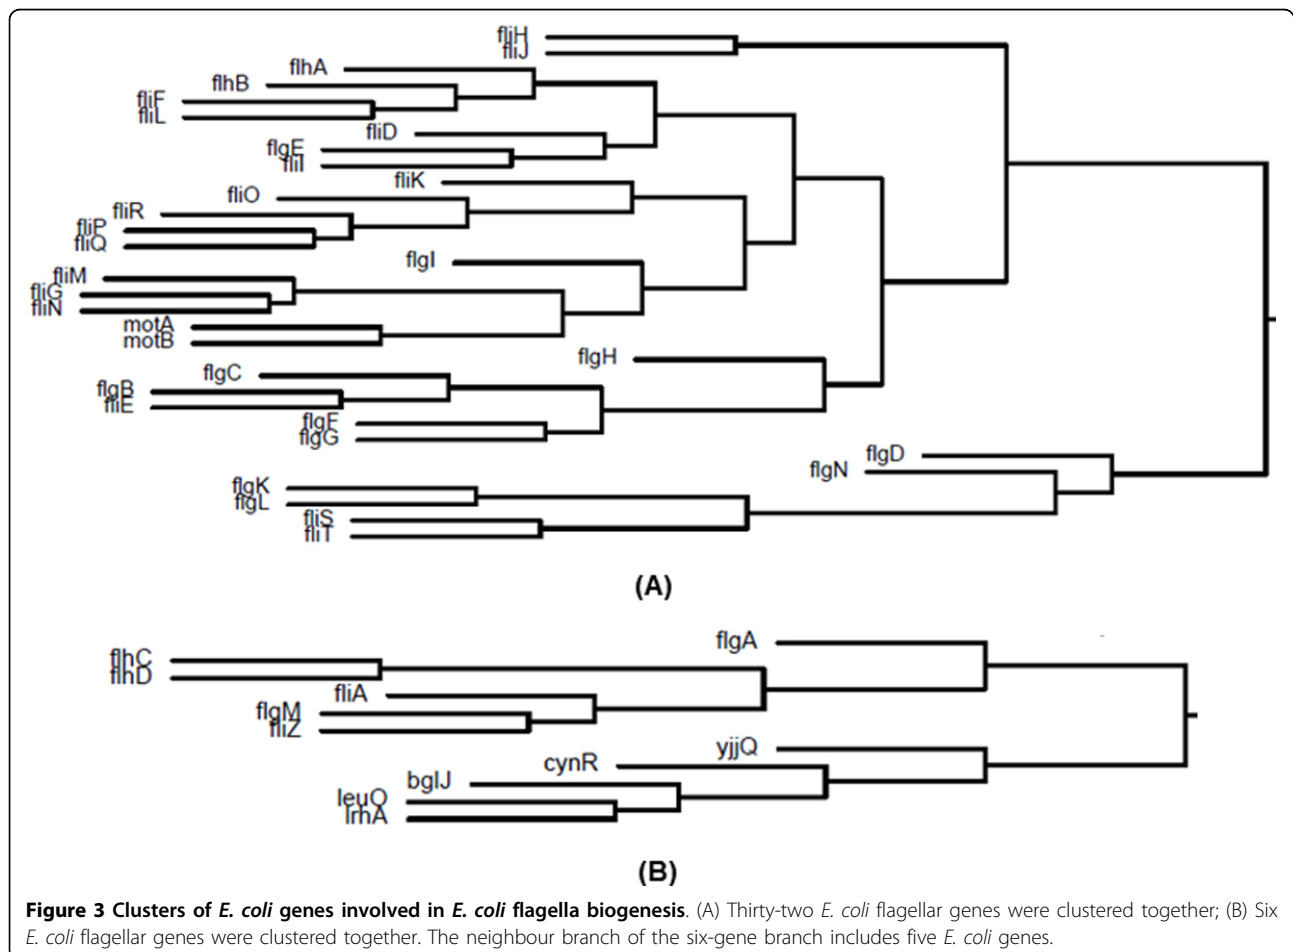 fliH
fliJ
flhA
flhB
fliF
fliL
fliD
flgE
fliI
fliK
fliO
fliR
fliP
fliQ
flgI
fliM
fliG
fliN
motA
motB
flgH
flgC
flgB
fliE
flgF
flgG
flgD
flgN
flgK
flgL
fliS
fliT
(A)
flgA
flhC
flhD
fliA
flgM
fliZ
yjjQ
cynR
bglJ
leuO
lrhA
(B)
Figure 3 Clusters of E. coli genes involved in E. coli flagella biogenesis. (A) Thirty-two E. coli flagellar genes were clustered together; (B) Six
E. coli flagellar genes were clustered together. The neighbour branch of the six-gene branch includes five E. coli genes.